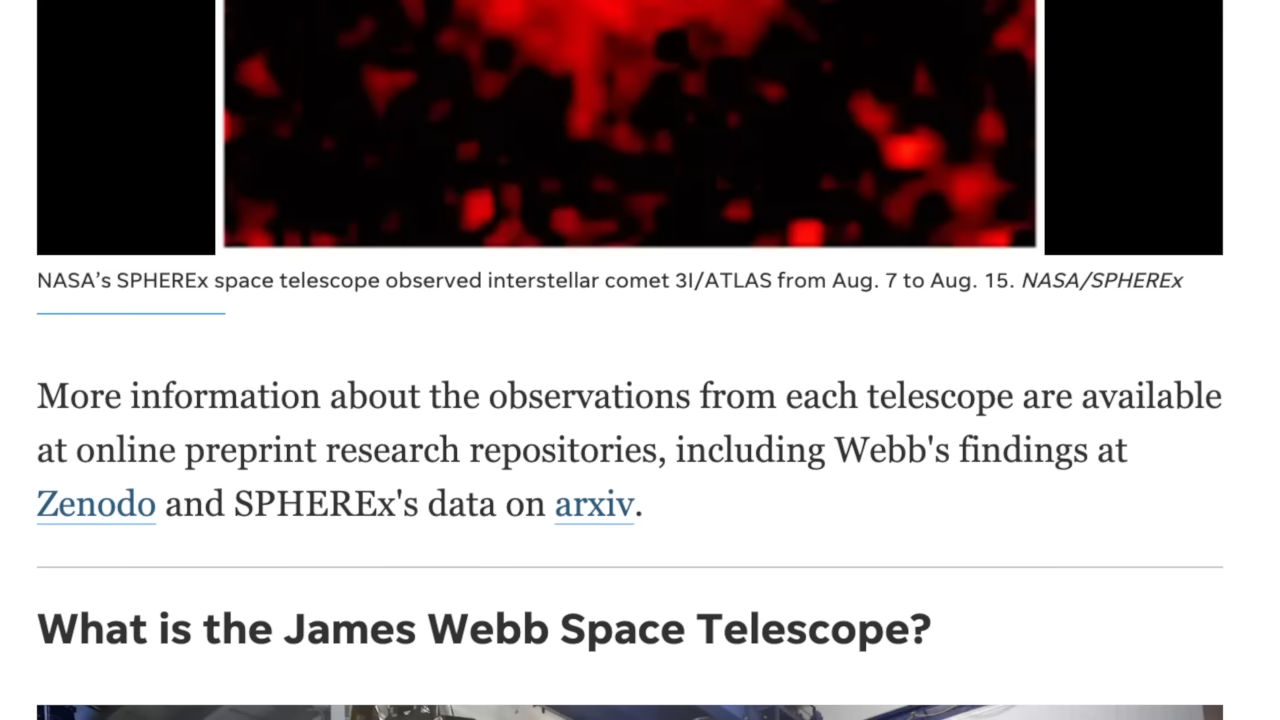 NASA’s SPHEREx space telescope observed interstellar comet 3I/ATLAS from Aug. 7 to Aug. 15. NASA/SPHEREx
More information about the observations from each telescope are available
at online preprint research repositories, including Webb's findings at
Zenodo and SPHEREx's data on arxiv.
What is the James Webb Space Telescope?